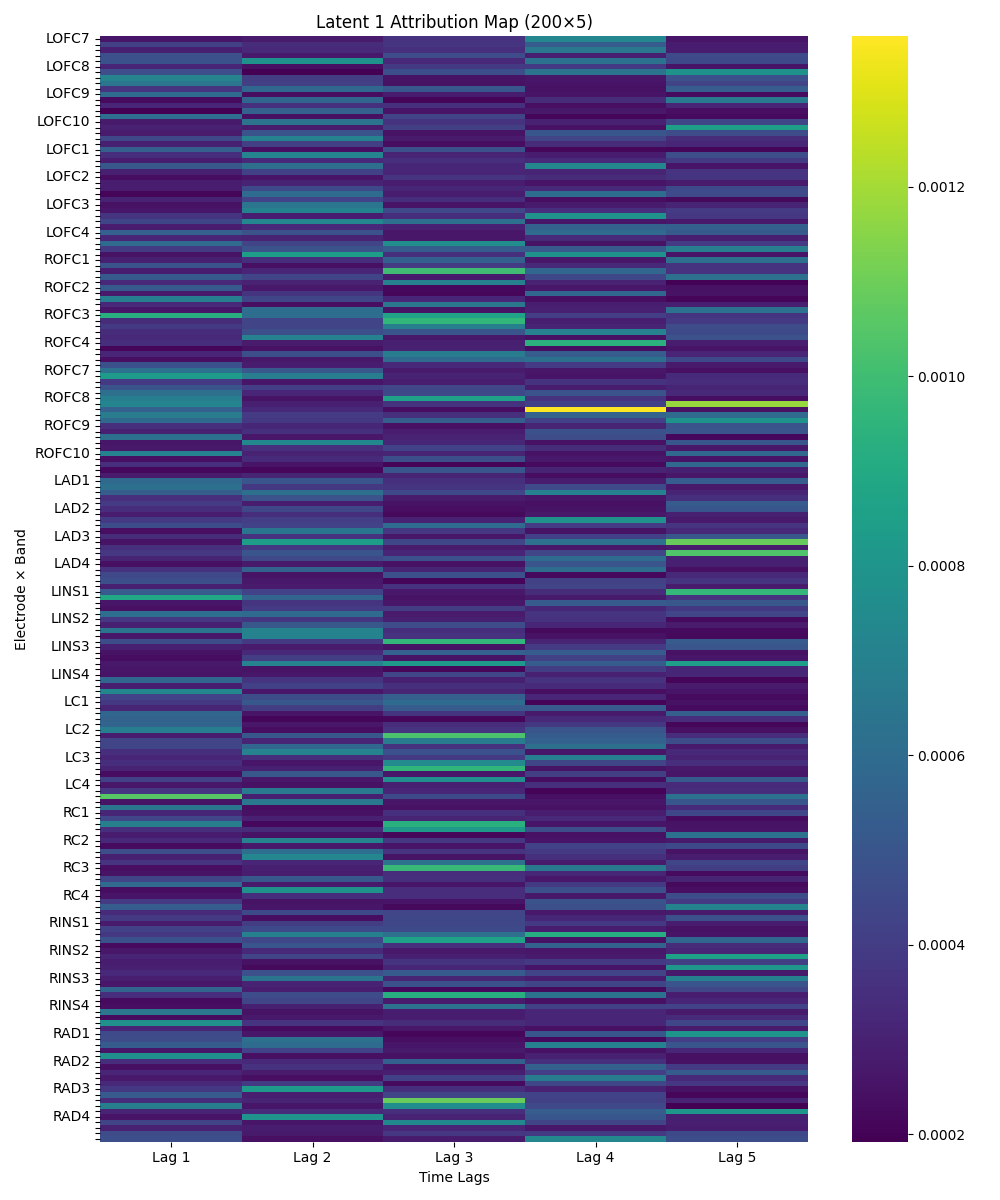 Latent 1 Attribution Map (200×5)
LOFC7
LOFC8
LOFC9
LOFC10
LOFC1
LOFC2
LOFC3
LOFC4
ROFC1
ROFC2
ROFC3
ROFC4
ROFC7
ROFC8
ROFC9
ROFC10
LAD1
LAD2
LAD3
LAD4
LINS1
LINS2
LINS3
LINS4
LC1
LC2
LC3
LC4
RC1
RC2
RC3
RC4
RINS1
RINS2
RINS3
RINS4
RAD1
RAD2
RAD3
RAD4
Electrode × Band
Lag 1 Lag 2 Lag 3 Lag 4 Lag 5
Time Lags
0.0012
0.0010
0.0008
0.0006
0.0004
0.0002